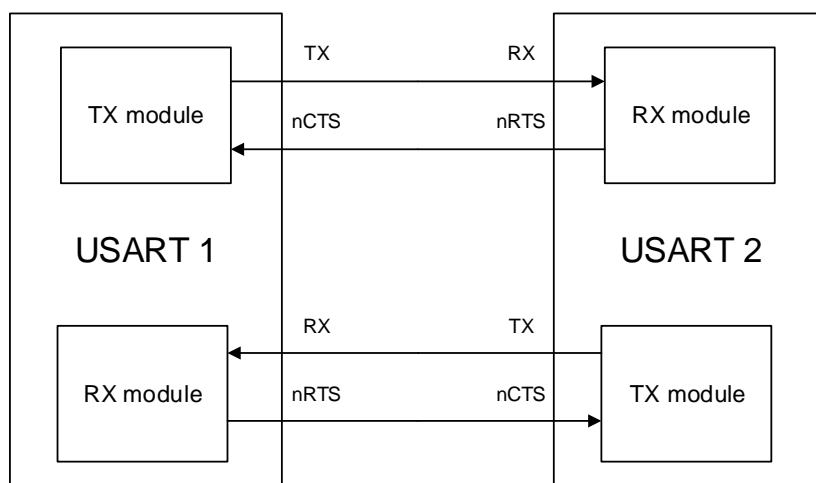 TX RX
TX module
nCTS nRTS
RX module
USART 1 USART 2
RX TX
RX module
nRTS nCTS
TX module